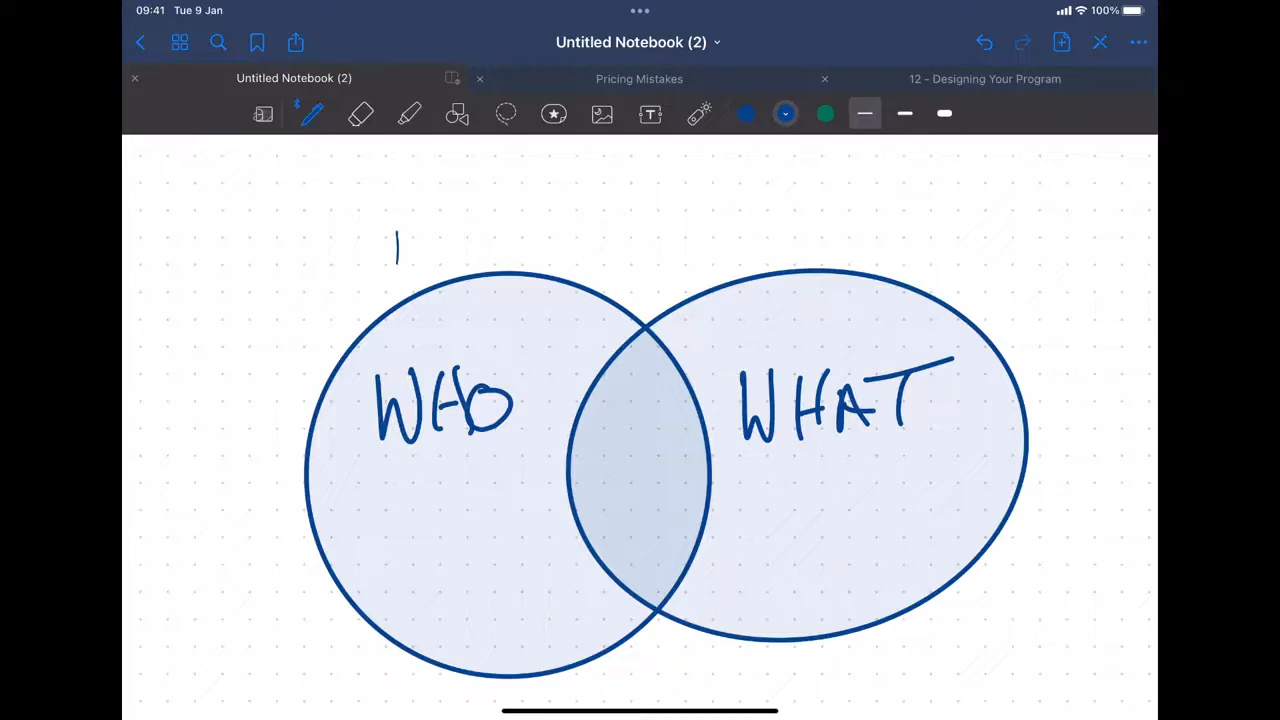 09:41 Tue 9 Jan 100%
Untitled Notebook (2)
Untitled Notebook (2) Pricing Mistakes 12 - Designing Your Program
T
WHO WHAT